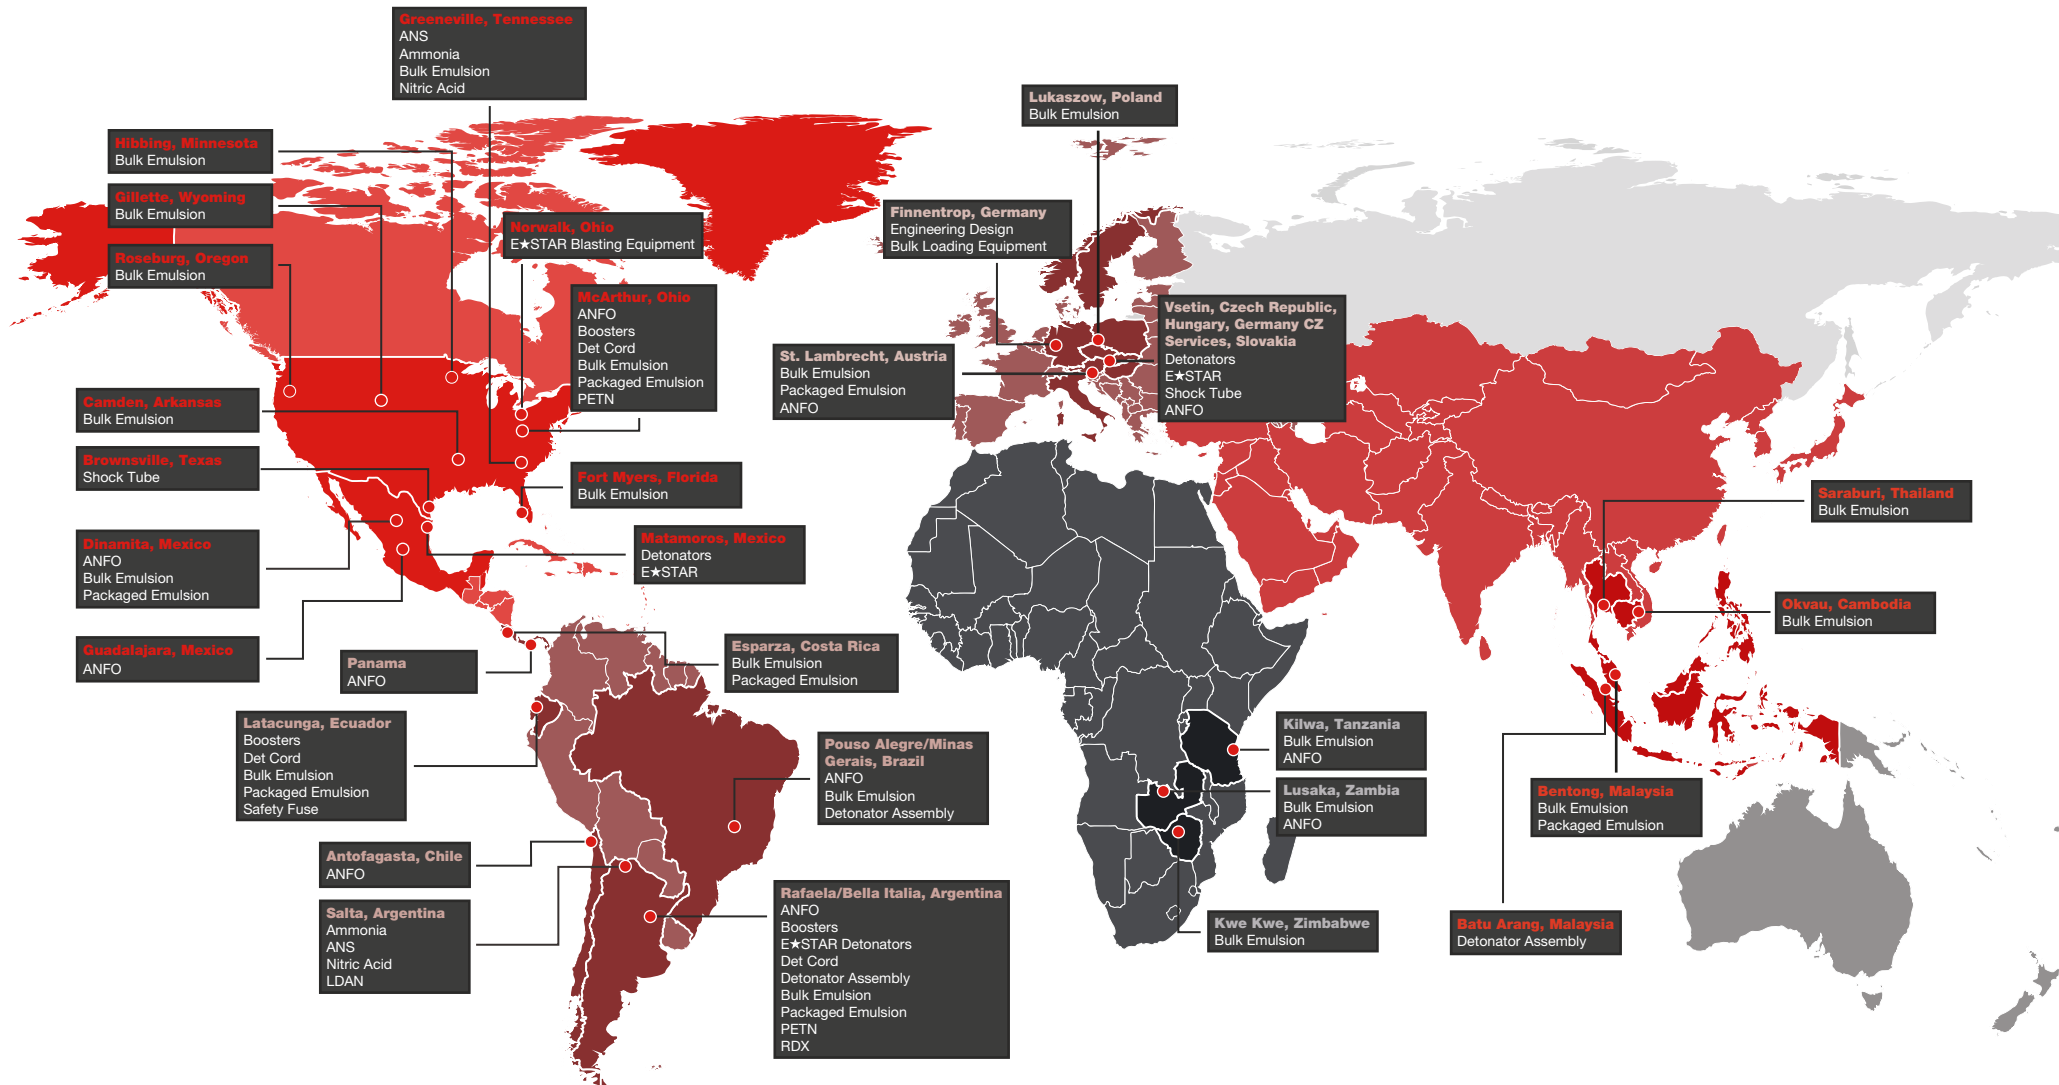 Greeneville, Tennessee
ANS
Ammonia
Bulk Emulsion
Nitric Acid
Hibbing, Minnesota
Bulk Emulsion
Gillette, Wyoming
Bulk Emulsion
Roseburg, Oregon
Bulk Emulsion
Norwalk, Ohio
E★STAR Blasting Equipment
McArthur, Ohio
ANFO
Boosters
Det Cord
Bulk Emulsion
Packaged Emulsion
PETN
Camden, Arkansas
Bulk Emulsion
Brownsville, Texas
Shock Tube
Fort Myers, Florida
Bulk Emulsion
Dinamita, Mexico
ANFO
Bulk Emulsion
Packaged Emulsion
Matamoros, Mexico
Detonators
E★STAR
Guadalajara, Mexico
ANFO
Panama
ANFO
Esparza, Costa Rica
Bulk Emulsion
Packaged Emulsion
Latacunga, Ecuador
Boosters
Det Cord
Bulk Emulsion
Packaged Emulsion
Safety Fuse
Pouso Alegre/Minas
Gerais, Brazil
ANFO
Bulk Emulsion
Detonator Assembly
Antofagasta, Chile
ANFO
Salta, Argentina
Ammonia
ANS
Nitric Acid
LDAN
Rafaela/Bella Italia, Argentina
ANFO
Boosters
E★STAR Detonators
Det Cord
Detonator Assembly
Bulk Emulsion
Packaged Emulsion
PETN
RDX
Lukaszow, Poland
Bulk Emulsion
Finnentrop, Germany
Engineering Design
Bulk Loading Equipment
St. Lambrecht, Austria
Bulk Emulsion
Packaged Emulsion
ANFO
Vsetin, Czech Republic,
Hungary, Germany CZ
Services, Slovakia
Detonators
E★STAR
Shock Tube
ANFO
Kilwa, Tanzania
Bulk Emulsion
ANFO
Lusaka, Zambia
Bulk Emulsion
ANFO
Kwe Kwe, Zimbabwe
Bulk Emulsion
Saraburi, Thailand
Bulk Emulsion
Okvau, Cambodia
Bulk Emulsion
Bentong, Malaysia
Bulk Emulsion
Packaged Emulsion
Batu Arang, Malaysia
Detonator Assembly